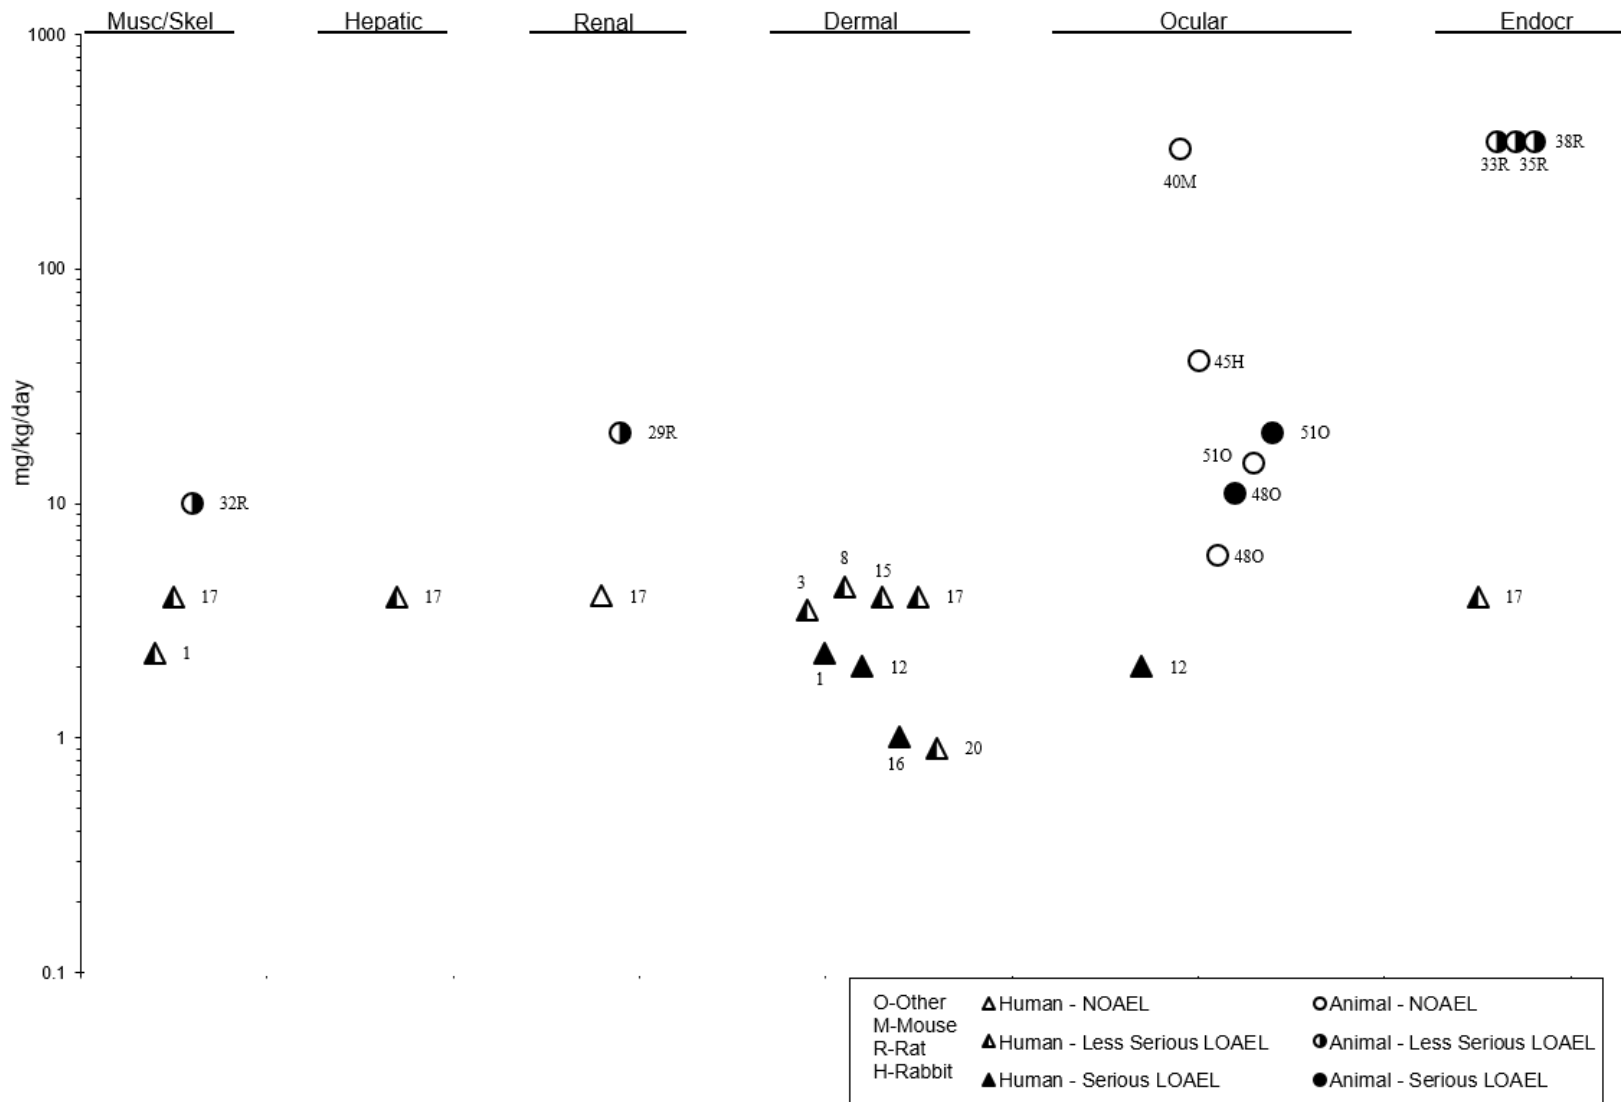 Musc/Skel Hepatic Renal Dermal Ocular Endocr
1000
100
10
1
0.1
mg/kg/day
32R
17
1
17
29R
17
3
8
15
17
1
12
16
20
40M
45H
51O
51O
48O
48O
12
33R 35R 38R
17
O-Other
M-Mouse
R-Rat
H-Rabbit
Human - NOAEL
Human - Less Serious LOAEL
Human - Serious LOAEL
Animal - NOAEL
Animal - Less Serious LOAEL
Animal - Serious LOAEL